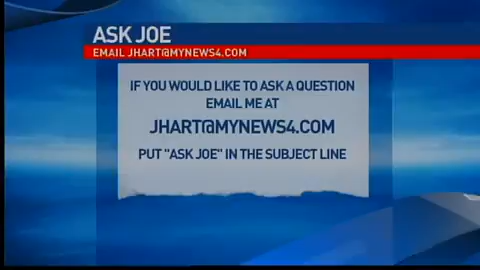 ASK JOE
EMAIL JHART@MYNEWS4.COM
IF YOU WOULD LIKE TO ASK A QUESTION
EMAIL ME AT
JHART@MYNEWS4.COM
PUT "ASK JOE" IN THE SUBJECT LINE